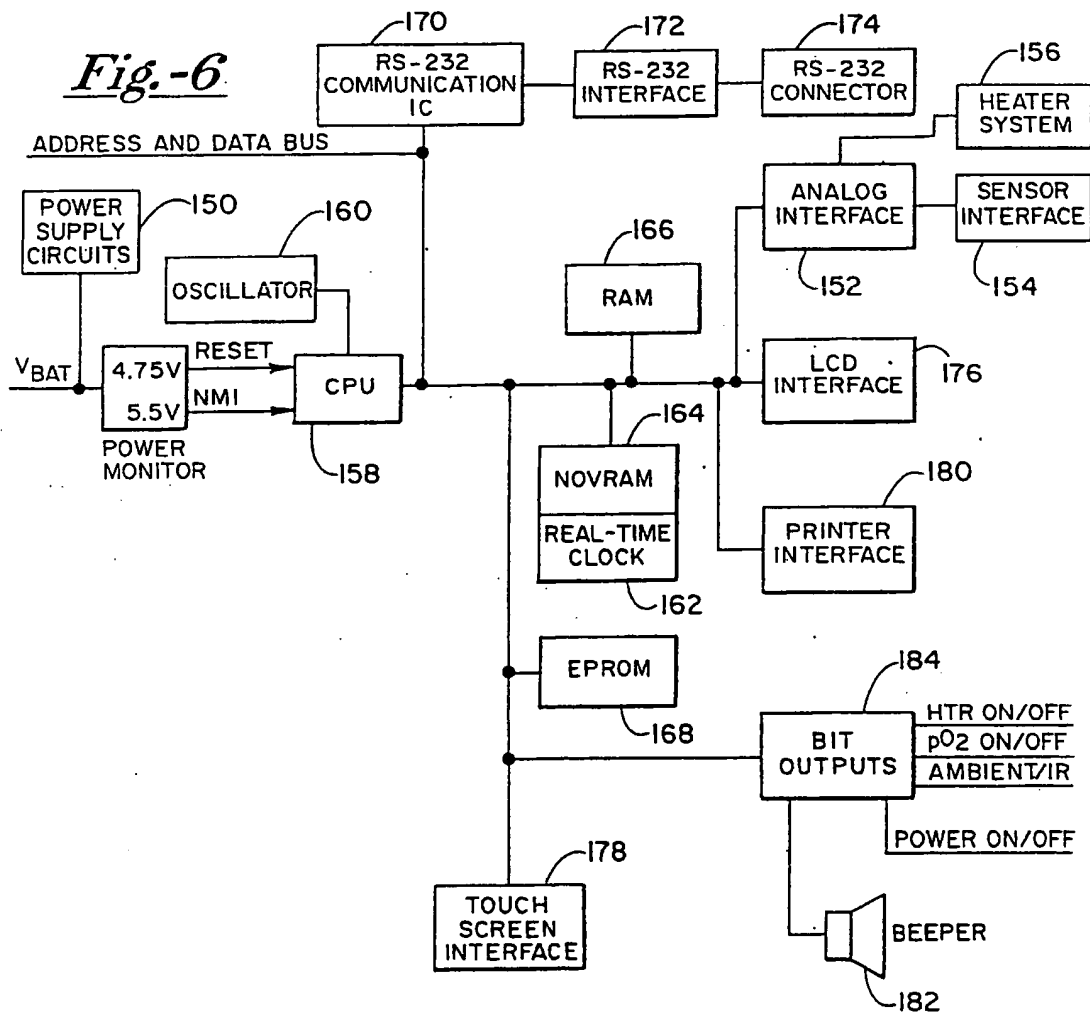 Fig.-6
170
RS-232
COMMUNICATION
IC
172
RS-232
INTERFACE
174
RS-232
CONNECTOR
156
HEATER
SYSTEM
ADDRESS AND DATA BUS
150
POWER
SUPPLY
CIRCUITS
160
OSCILLATOR
166
RAM
ANALOG
INTERFACE
152
SENSOR
INTERFACE
154
VBAT
4.75V
5.5V
POWER
MONITOR
RESET
NMI
CPU
158
LCD
INTERFACE
176
164
NOVRAM
REAL-TIME
CLOCK
162
180
PRINTER
INTERFACE
EPROM
168
184
BIT
OUTPUTS
HTR ON/OFF
pO2 ON/OFF
AMBIENT/IR
POWER ON/OFF
178
TOUCH
SCREEN
INTERFACE
BEEPER
182